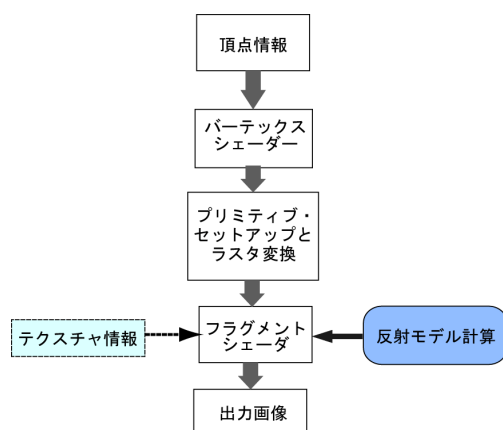 頂点情報
バーテックス
シェーダー
プリミティブ・
セットアップと
ラスタ変換
テクスチャ情報
フラグメント
シェーダ
反射モデル計算
出力画像